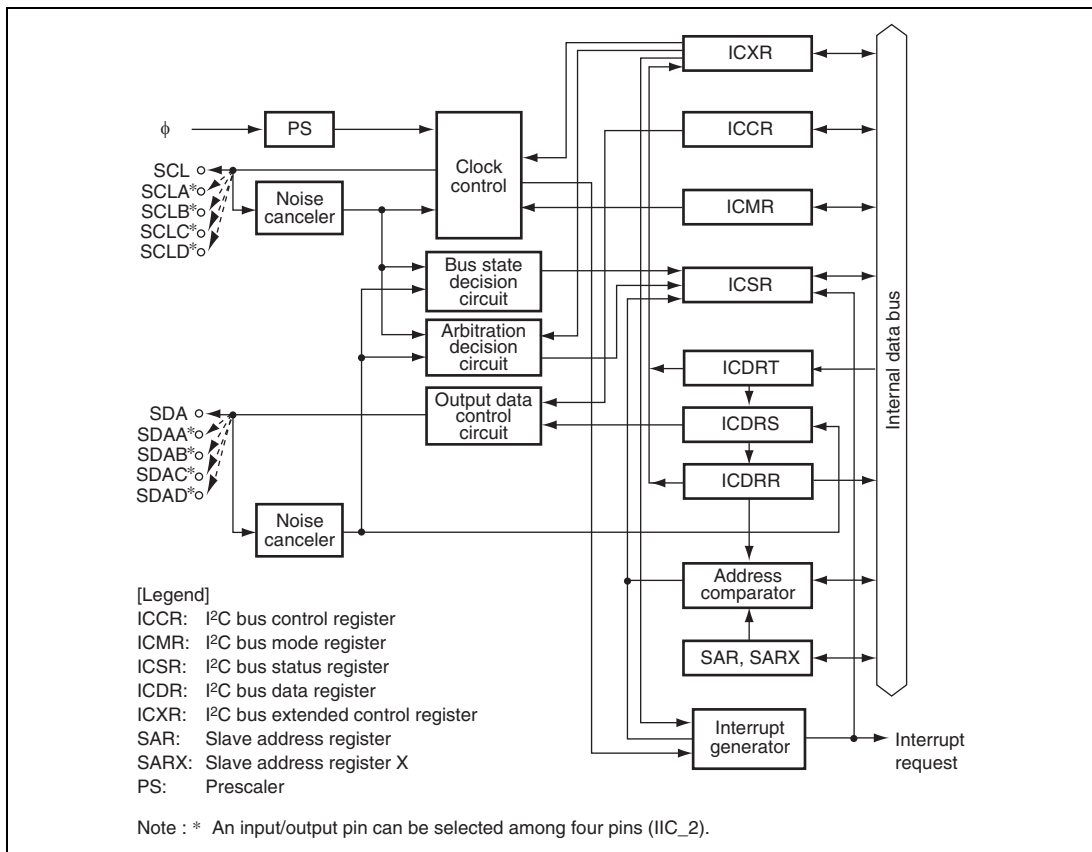 ICXR
ϕ
PS
ICCR
Clock
control
SCL
SCLA*
SCLB*
SCLC*
SCLD*
Noise
canceler
ICMR
Bus state
decision
circuit
ICSR
Arbitration
decision
circuit
ICDRT
Internal data bus
SDA
SDAA*
SDAB*
SDAC*
SDAD*
Output data
control
circuit
ICDRS
ICDRR
Noise
canceler
Address
comparator
SAR, SARX
Interrupt
generator
Interrupt
request
[Legend]
ICCR: I²C bus control register
ICMR: I²C bus mode register
ICSR: I²C bus status register
ICDR: I²C bus data register
ICXR: I²C bus extended control register
SAR: Slave address register
SARX: Slave address register X
PS: Prescaler
Note : * An input/output pin can be selected among four pins (IIC_2).